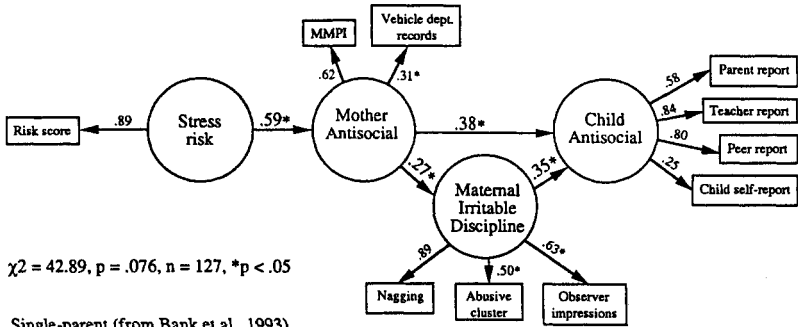 MMPI
Vehicle dept.
records
.62
.31*
Risk score
.89
Stress
risk
.59*
Mother
Antisocial
.38*
Child
Antisocial
.58
Parent report
.84
Teacher report
.80
Peer report
.25
Child self-report
.27*
.35*
Maternal
Irritable
Discipline
.89
.50*
.63*
Nagging
Abusive
cluster
Observer
impressions
χ2 = 42.89, p = .076, n = 127, *p < .05
Single-parent (from Bank et al., 1993)